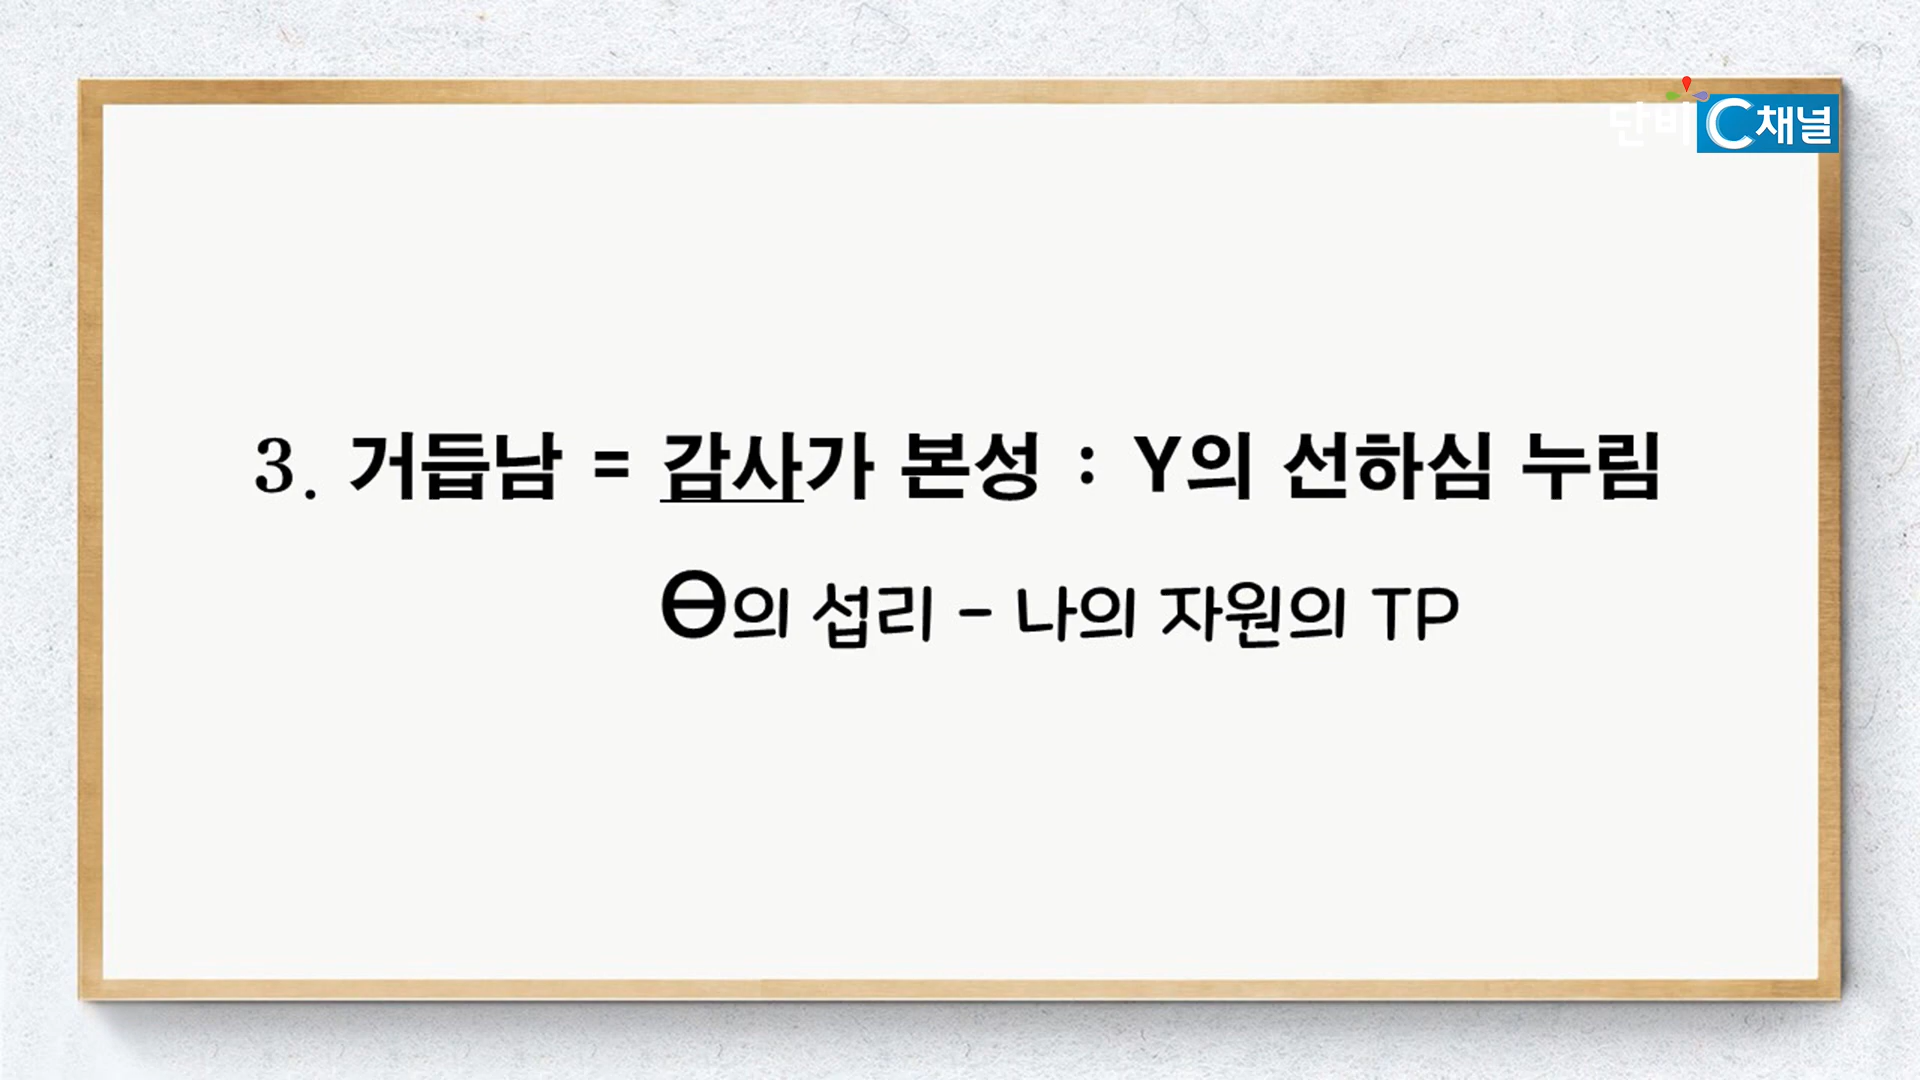 단비 C채널
3. 거듭남 = 감사가 본성 : Y의 선하심 누림
Θ의 섭리 - 나의 자원의 TP